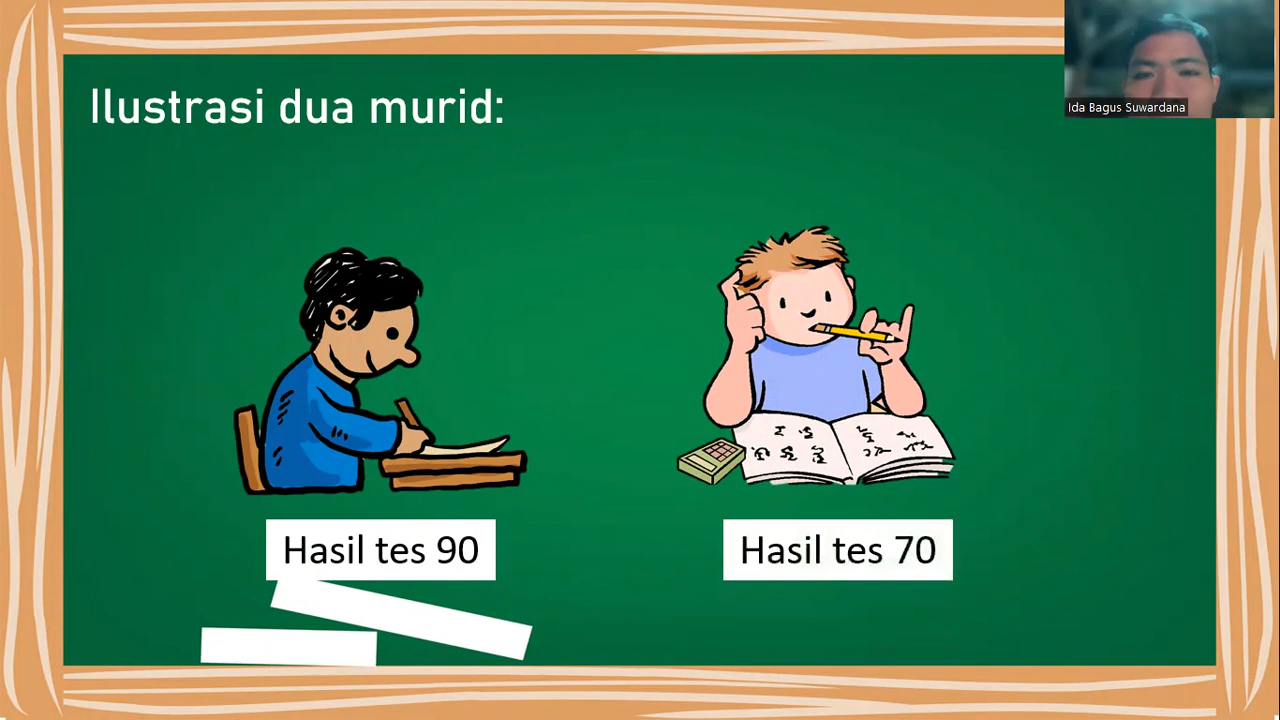 Ilustrasi dua murid:
Ida Bagus Suwardana
Hasil tes 90
Hasil tes 70